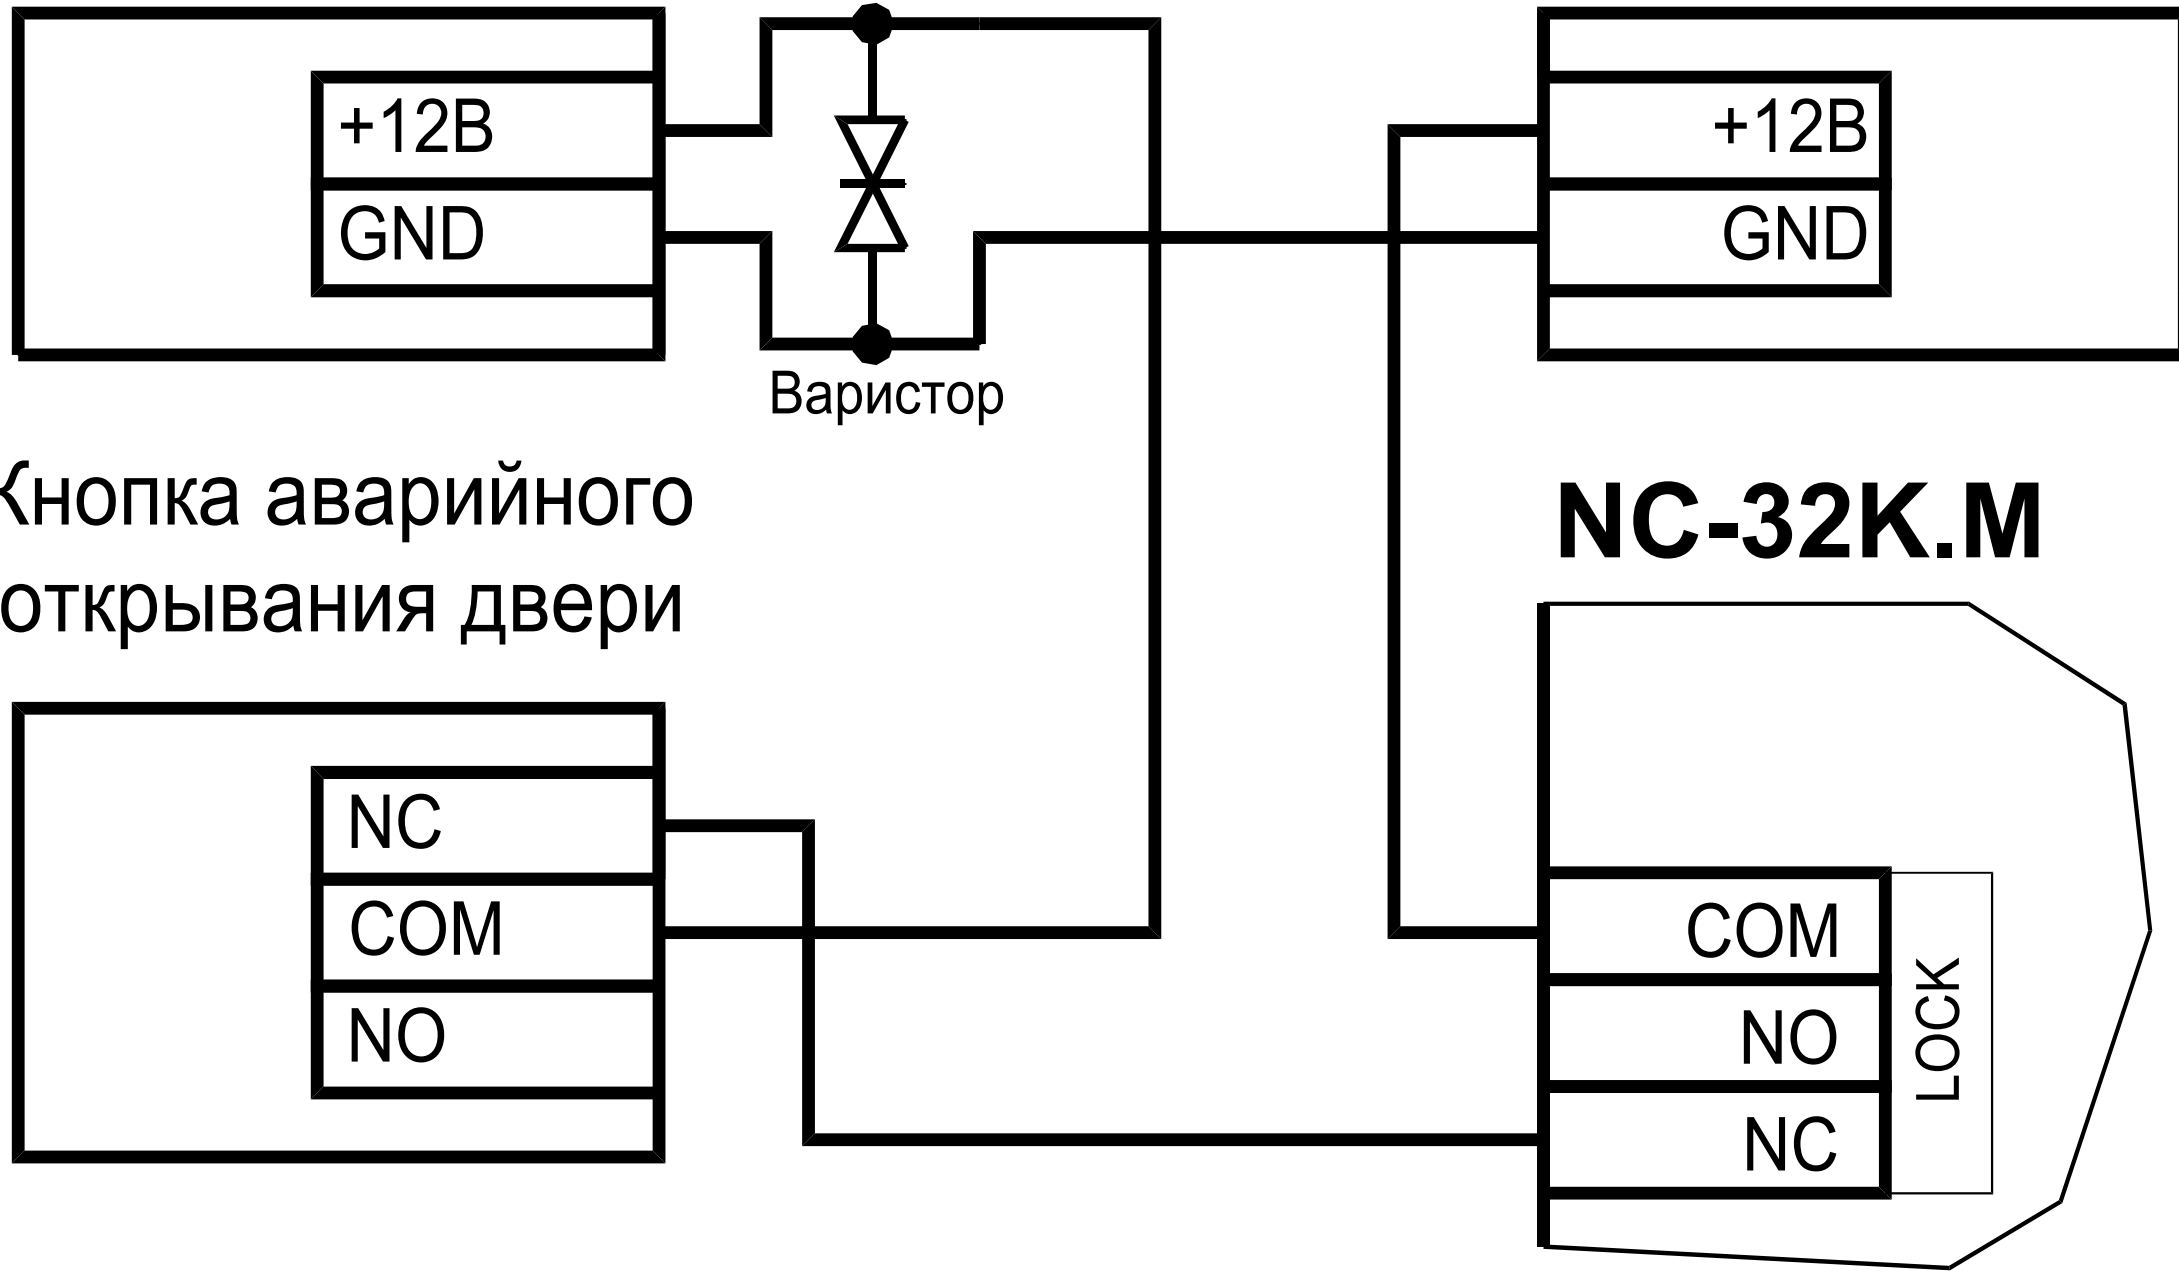 +12В
GND
Варистор
+12В
GND
Кнопка аварийного
открывания двери
NC-32K.M
NC
COM
NO
COM
NO
NC
LOCK